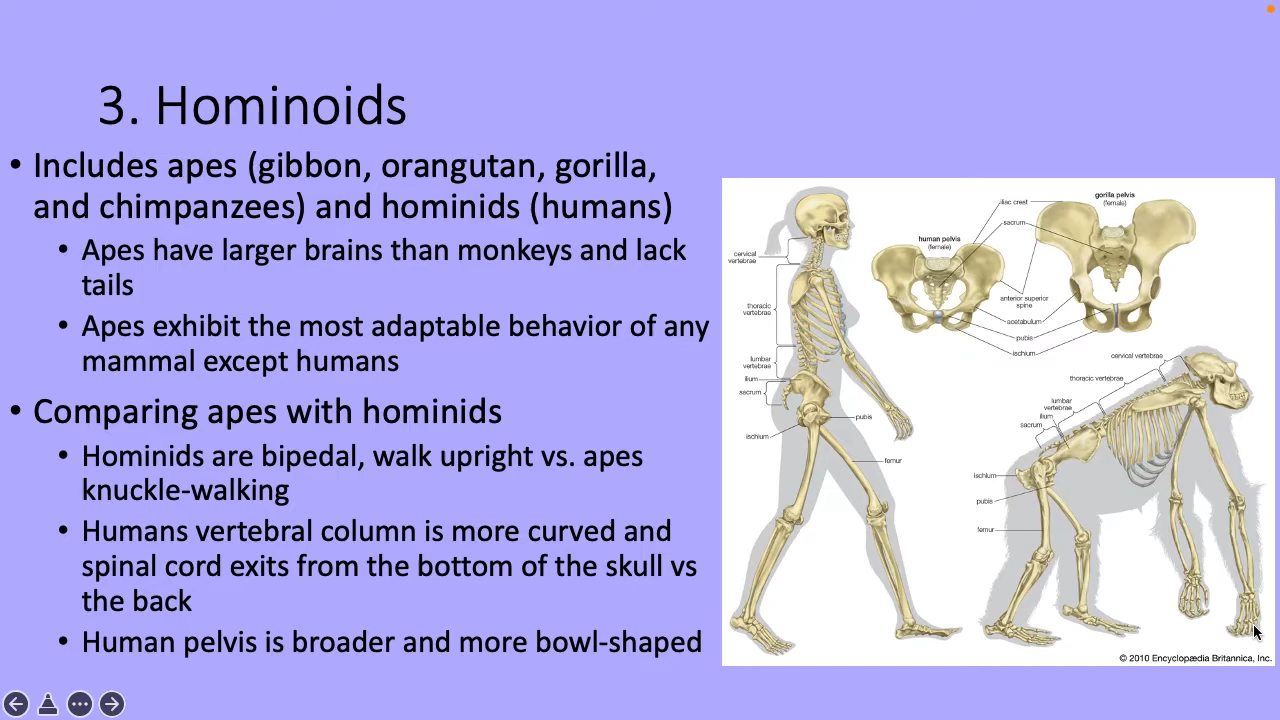 3. Hominoids
• Includes apes (gibbon, orangutan, gorilla,
and chimpanzees) and hominids (humans)
• Apes have larger brains than monkeys and lack
tails
• Apes exhibit the most adaptable behavior of any
mammal except humans
• Comparing apes with hominids
• Hominids are bipedal, walk upright vs. apes
knuckle-walking
• Humans vertebral column is more curved and
spinal cord exits from the bottom of the skull vs
the back
• Human pelvis is broader and more bowl-shaped
cervical
vertebrae
thoracic
vertebrae
lumbar
vertebrae
ilium
sacrum
ischium
pubis
femur
human pelvis
(female)
iliac crest
sacrum
gorilla pelvis
(female)
anterior superior
spine
acetabulum
pubis
ischium
cervical vertebrae
thoracic vertebrae
lumbar
vertebrae
ilium
sacrum
ischium
pubis
femur
© 2010 Encyclopædia Britannica, Inc.